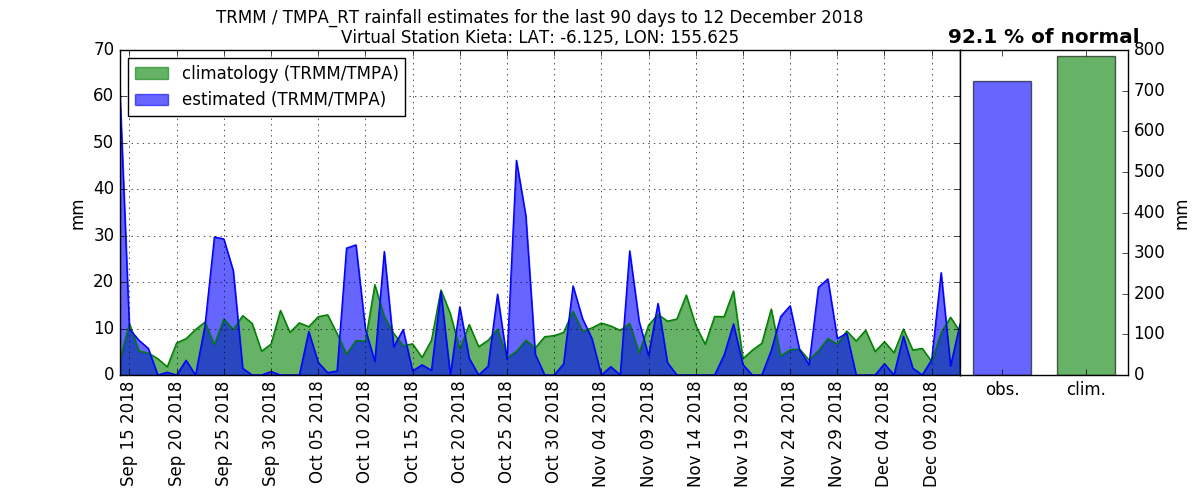 TRMM / TMPA_RT rainfall estimates for the last 90 days to 12 December 2018
Virtual Station Kieta: LAT: -6.125, LON: 155.625
92.1 % of normal
climatology (TRMM/TMPA)
estimated (TRMM/TMPA)
70
60
50
40
30
20
10
0
mm
Sep 15 2018
Sep 20 2018
Sep 25 2018
Sep 30 2018
Oct 05 2018
Oct 10 2018
Oct 15 2018
Oct 20 2018
Oct 25 2018
Oct 30 2018
Nov 04 2018
Nov 09 2018
Nov 14 2018
Nov 19 2018
Nov 24 2018
Nov 29 2018
Dec 04 2018
Dec 09 2018
obs.
clim.
800
700
600
500
400
300
200
100
0
mm